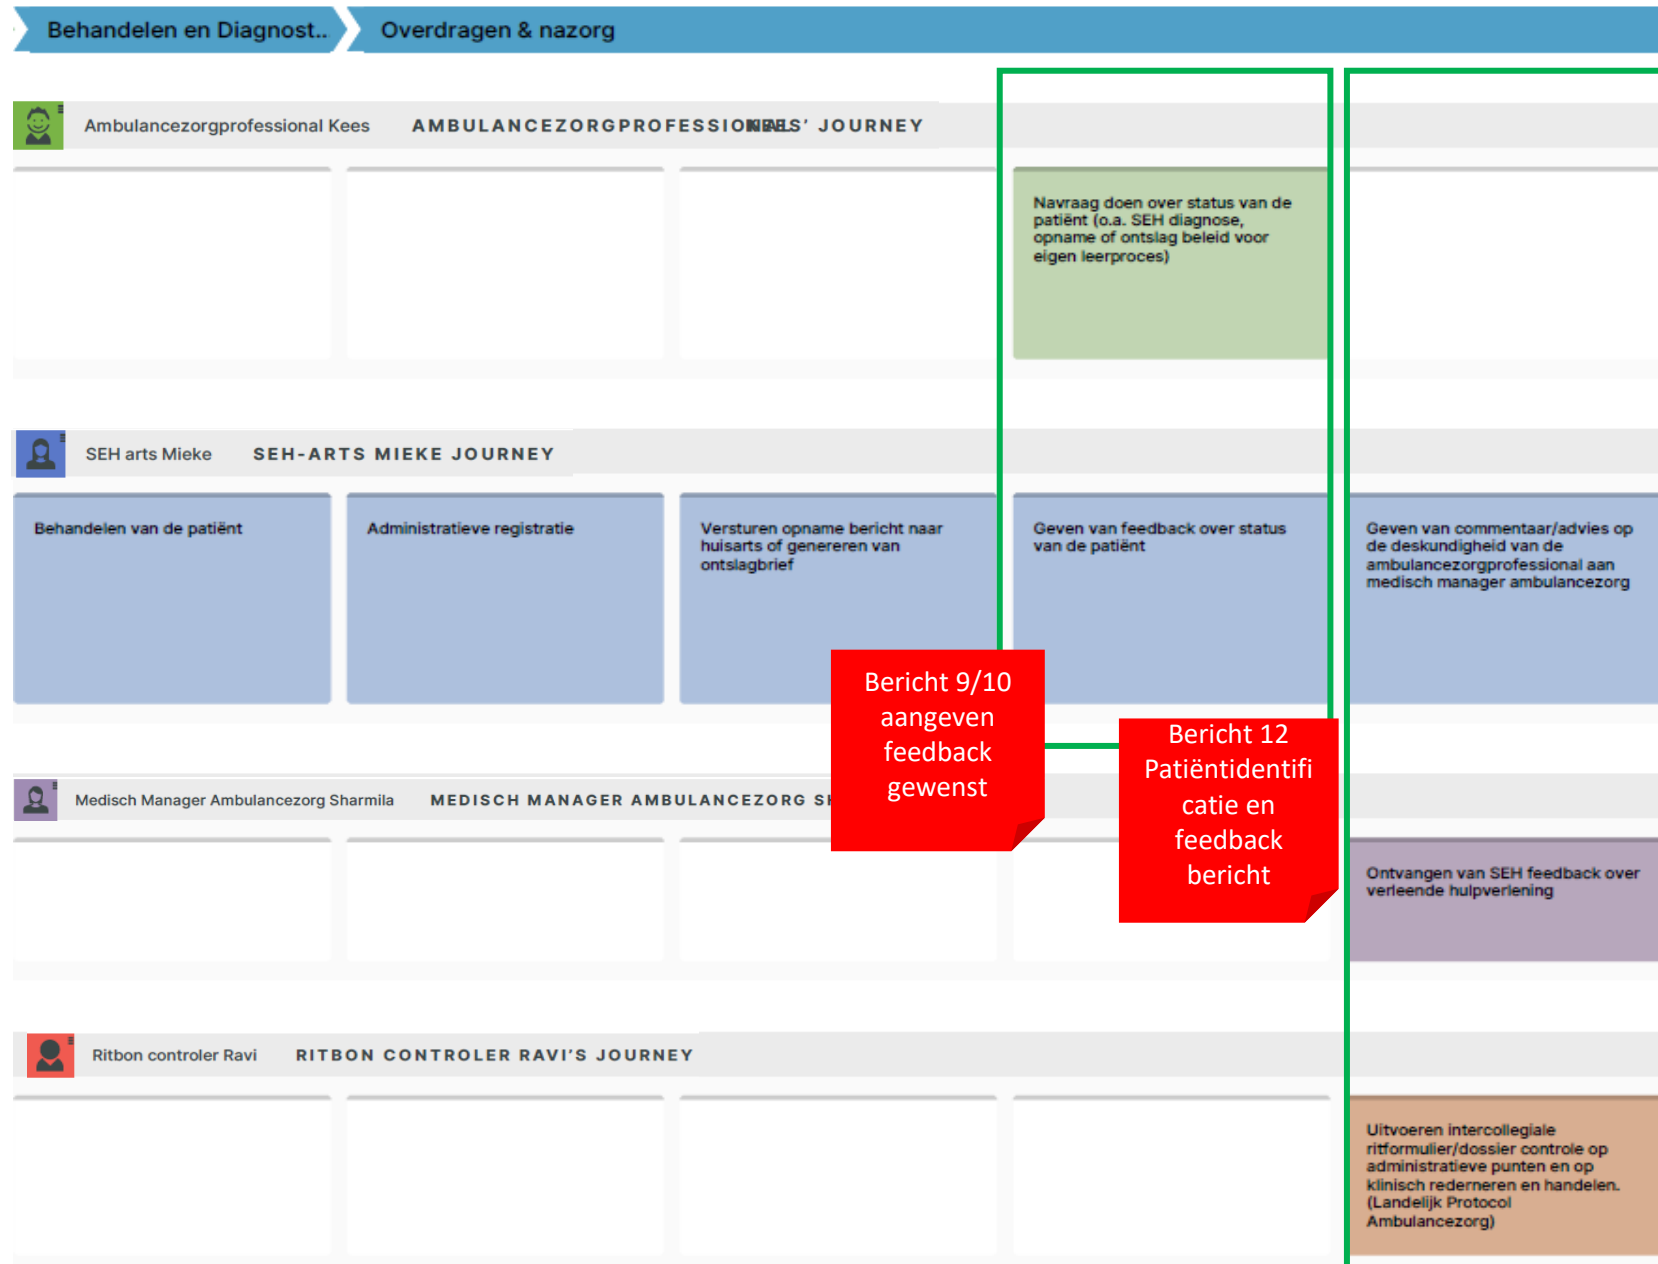 Behandelen en Diagnost...
Overdragen & nazorg
Ambulancezorgprofessional Kees
AMBULANCEZORGPROFESSIONAL
KEES' JOURNEY
Navraag doen over status van de
patiënt (o.a. SEH diagnose,
opname of ontslag beleid voor
eigen leerproces)
SEH arts Mieke
SEH-ARTS MIEKE JOURNEY
Behandelen van de patiënt
Administratieve registratie
Versturen opname bericht naar
huisarts of genereren van
ontslagbrief
Geven van feedback over status
van de patiënt
Geven van commentaar/advies op
de deskundigheid van de
ambulancezorgprofessional aan
medisch manager ambulancezorg
Bericht 9/10
aangeven
feedback
gewenst
Bericht 12
Patiëntidentifi
catie en
feedback
bericht
Medisch Manager Ambulancezorg Sharmila
MEDISCH MANAGER AMBULANCEZORG SH
Ontvangen van SEH feedback over
verleende hulpverlening
Ritbon controler Ravi
RITBON CONTROLER RAVI'S JOURNEY
Uitvoeren intercollegiale
ritformulier/dossier controle op
administratieve punten en op
klinisch rederneren en handelen.
(Landelijk Protocol
Ambulancezorg)